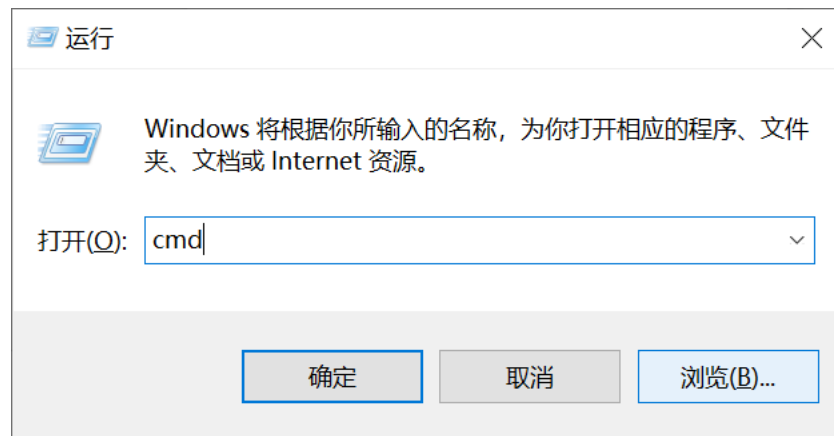 运行
Windows 将根据你所输入的名称，为你打开相应的程序、文件
夹、文档或 Internet 资源。
打开(O): cmd
确定 取消 浏览(B)...